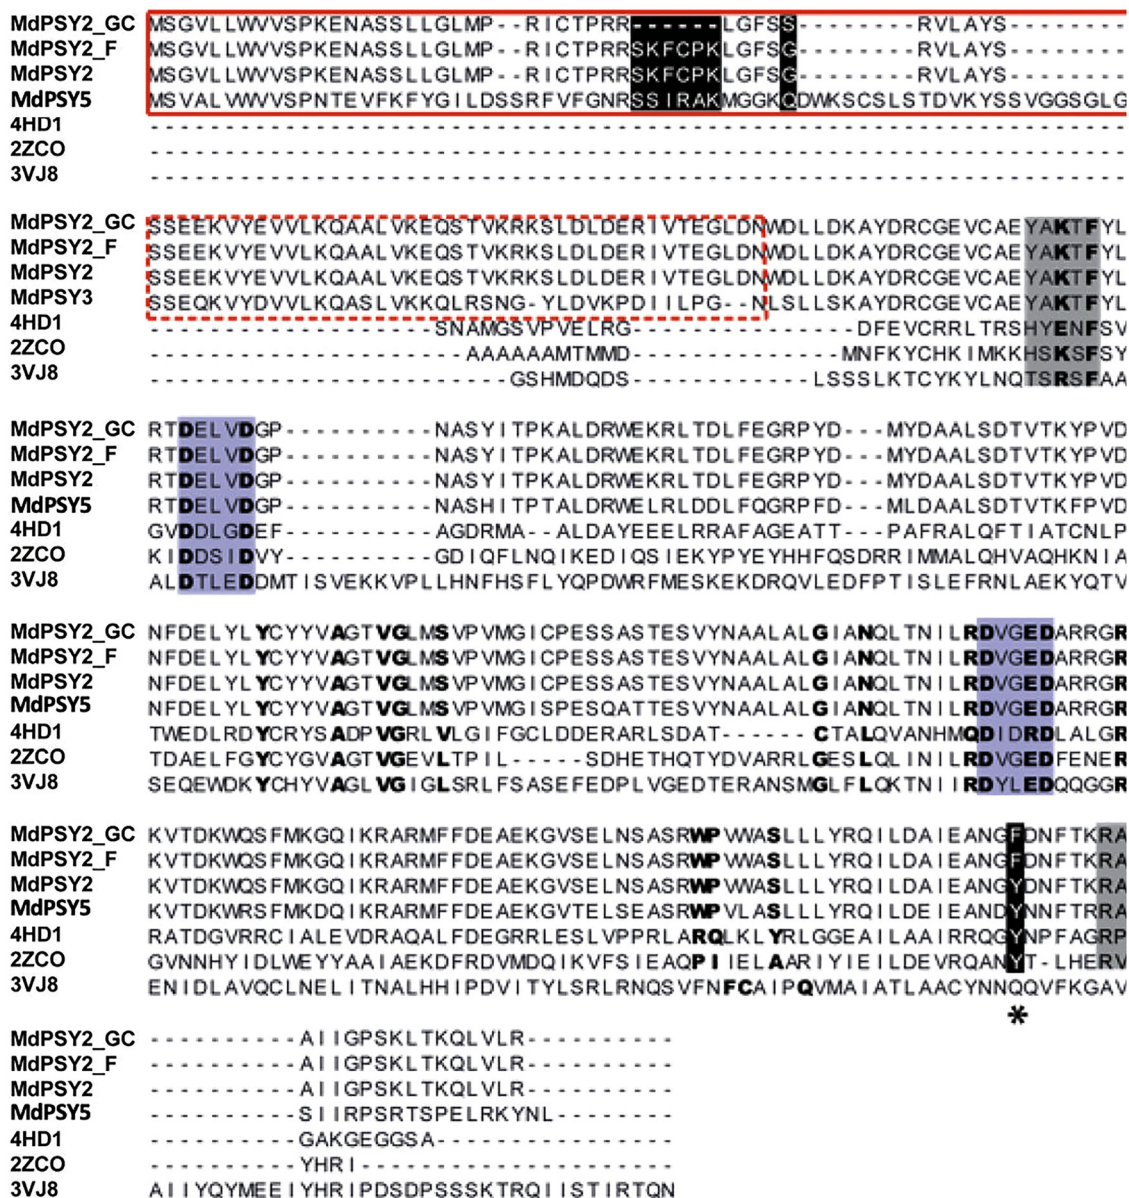 MdPSY2_GC MSGVLLWVVSPKENASSLLGLMP--RICTPRR------LGFSS--------RVLAYS--------
MdPSY2_F MSGVLLWVVSPKENASSLLGLMP--RICTPRRSKFCPKLGFSG--------RVLAYS--------
MdPSY2 MSGVLLWVVSPKENASSLLGLMP--RICTPRRSKFCPKLGFSG--------RVLAYS--------
MdPSY5 MSVALVWVVSPNTEVFKFYGILDSSRFVFGNRSSIRAKMGGKQDWKSCSLSTDVKYSSVGGSGLG
4HD1 -----------------------------------------------------------------
2ZCO -----------------------------------------------------------------
3VJ8 -----------------------------------------------------------------
MdPSY2_GC SSEEKVYEVVLKQAALVKEQSTVKRKSLDLDERIVTEGLDNWDLLDKAYDRCGEVCAEYAKTFYL
MdPSY2_F SSEEKVYEVVLKQAALVKEQSTVKRKSLDLDERIVTEGLDNWDLLDKAYDRCGEVCAEYAKTFYL
MdPSY2 SSEEKVYEVVLKQAALVKEQSTVKRKSLDLDERIVTEGLDNWDLLDKAYDRCGEVCAEYAKTFYL
MdPSY3 SSEQKVYDVVLKQASLVKKQLRSNG-YLDVKPDIILPG--NLSLLSKAYDRCGEVCAEYAKTFYL
4HD1 -------------------SNAMGSVPVELRG---------------DFEVCRRLTRSHYENFSV
2ZCO ---------------------AAAAAAMTMMD--------------MNFKYCHKIMKKHSKSFSY
3VJ8 ------------------------GSHMDQDS------------LSSSLKTCYKYLNQTSRSFAA
MdPSY2_GC RTDELVDGP----------NASYITPKALDRWEKRLTDLFEGRPYD---MYDAALSDTVTKYPVD
MdPSY2_F RTDELVDGP----------NASYITPKALDRWEKRLTDLFEGRPYD---MYDAALSDTVTKYPVD
MdPSY2 RTDELVDGP----------NASYITPKALDRWEKRLTDLFEGRPYD---MYDAALSDTVTKYPVD
MdPSY5 RTDELVDGP----------NASHITPTALDRWELRLDDLFQGRPFD---MLDAALSDTVTKFPVD
4HD1 GVDDLGDEF----------AGDRMA--ALDAYEEELRRAFAGEATT---PAFRALQFTIATCNLP
2ZCO KIDDSIDVY----------GDIQFLNQIKEDIQSIEKYPYEYHHFQSDRRIMMALQHVAQHKNIA
3VJ8 ALDTLEDDMTISVEKKVPLLHNFHSFLYQPDWRFMESKEKDRQVLEDFPTISLEFRNLAEKYQTV
MdPSY2_GC NFDELYLYCYYVAGTVGLMSVPVMGICPESSASTESVYNAALALGIANQLTNILRDVGEDARRGR
MdPSY2_F NFDELYLYCYYVAGTVGLMSVPVMGICPESSASTESVYNAALALGIANQLTNILRDVGEDARRGR
MdPSY2 NFDELYLYCYYVAGTVGLMSVPVMGICPESSASTESVYNAALALGIANQLTNILRDVGEDARRGR
MdPSY5 NFDELYLYCYYVAGTVGLMSVPVMGISPESQATTESVYNAALALGIANQLTNILRDVGEDARRGR
4HD1 TWEDLRDYCRYSADPVGRLVLGIFGCLDDERARLSDAT------CTALQVANHMQDIDRDLALGR
2ZCO TDAELFGYCYGVAGTVGEVLTPIL-----SDHETHQTYDVARRLGESLQLINILRDVGEDFENER
3VJ8 SEQEWDKYCHYVAGLVGIGLSRLFSASEFEDPLVGEDTERANSMGLFLQKTNIIRDYLEDQQGGR
MdPSY2_GC KVTDKWQSFMKGQIKRARMFFDEAEKGVSELNSASRWPVWASLLLYRQILDAIEANGFDNFTKRA
MdPSY2_F KVTDKWQSFMKGQIKRARMFFDEAEKGVSELNSASRWPVWASLLLYRQILDAIEANGFDNFTKRA
MdPSY2 KVTDKWQSFMKGQIKRARMFFDEAEKGVSELNSASRWPVWASLLLYRQILDAIEANGYDNFTKRA
MdPSY5 KVTDKWRSFMKDQIKRARMFFDEAEKGVTELSEASRWPVLASLLLYRQILDEIEANDYNNFTRRA
4HD1 RATDGVRRCIALEVDRAQALFDEGRRLESLVPPRLARQLKLYRLGGEAILAAIRRQGYNPFAGRP
2ZCO GVNNHYIDLWEYYAAIAEKDFRDVMDQIKVFSIEAQPIIELAARIYIEILDEVRQANYT-LHERV
3VJ8 ENIDLAVQCLNELITNALHHIPDVITYLSRLRNQSVFNFCAIPQVMAIATLAACYNNQQVFKGAV
*
MdPSY2_GC ----------AIIGPSKLTKQLVLR----------
MdPSY2_F ----------AIIGPSKLTKQLVLR----------
MdPSY2 ----------AIIGPSKLTKQLVLR----------
MdPSY5 ----------SIIRPSRTSPELRKYNL--------
4HD1 ----------GAKGEGGSA----------------
2ZCO ----------YHRI---------------------
3VJ8 AIIYQYMEEIYHRIPDSDPSSSKTRQIISTIRTQN